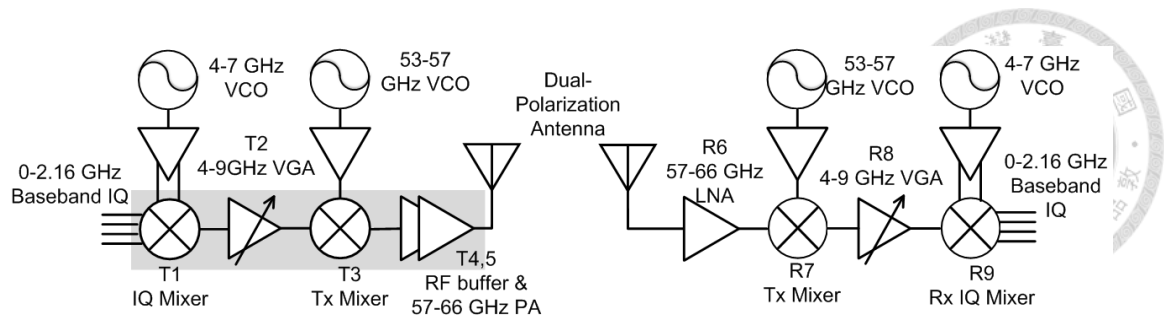 4-7 GHz
VCO
53-57
GHz VCO
Dual-
Polarization
Antenna
53-57
GHz VCO
4-7 GHz
VCO
T2
4-9GHz VGA
0-2.16 GHz
Baseband IQ
R6
57-66 GHz
LNA
R8
4-9 GHz VGA
0-2.16 GHz
Baseband
IQ
T1
IQ Mixer
T3
Tx Mixer
T4,5
RF buffer &
57-66 GHz PA
R7
Tx Mixer
R9
Rx IQ Mixer